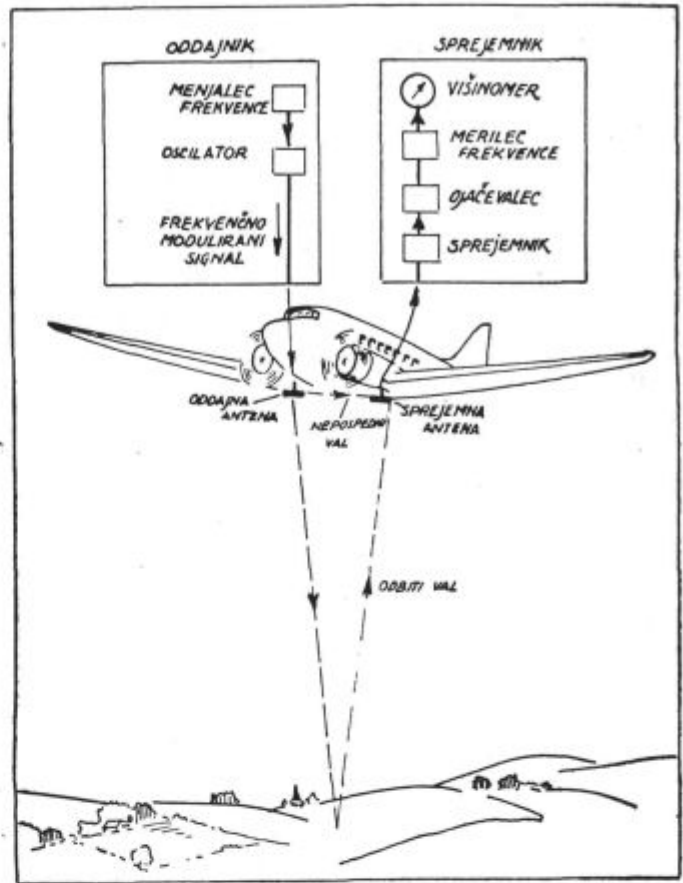 ODDAJNIK
MENJALEC
FREKVENCE
OSCILATOR
FREKVENČNO
MODULIRANI
SIGNAL
SPREJEMNIK
VIŠINOMER
MERILEC
FREKVENCE
OJAČEVALEC
SPREJEMNIK
ODDAJNA
ANTENA
NEPOSREDNI
VAL
SPREJEMNA
ANTENA
ODBITI VAL